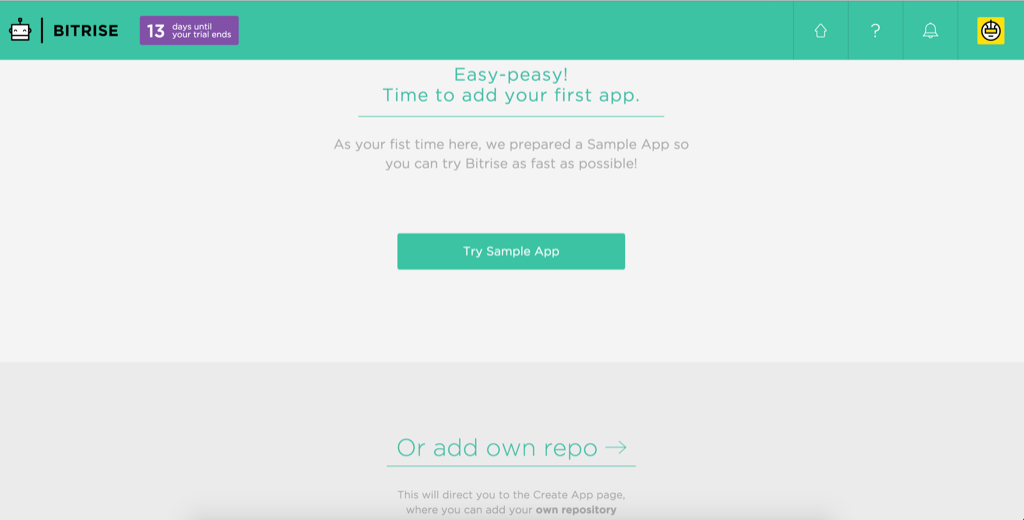 BITRISE
13 days until
your trial ends
?
Easy-peasy!
Time to add your first app.
As your fist time here, we prepared a Sample App so
you can try Bitrise as fast as possible!
Try Sample App
Or add own repo →
This will direct you to the Create App page,
where you can add your own repository